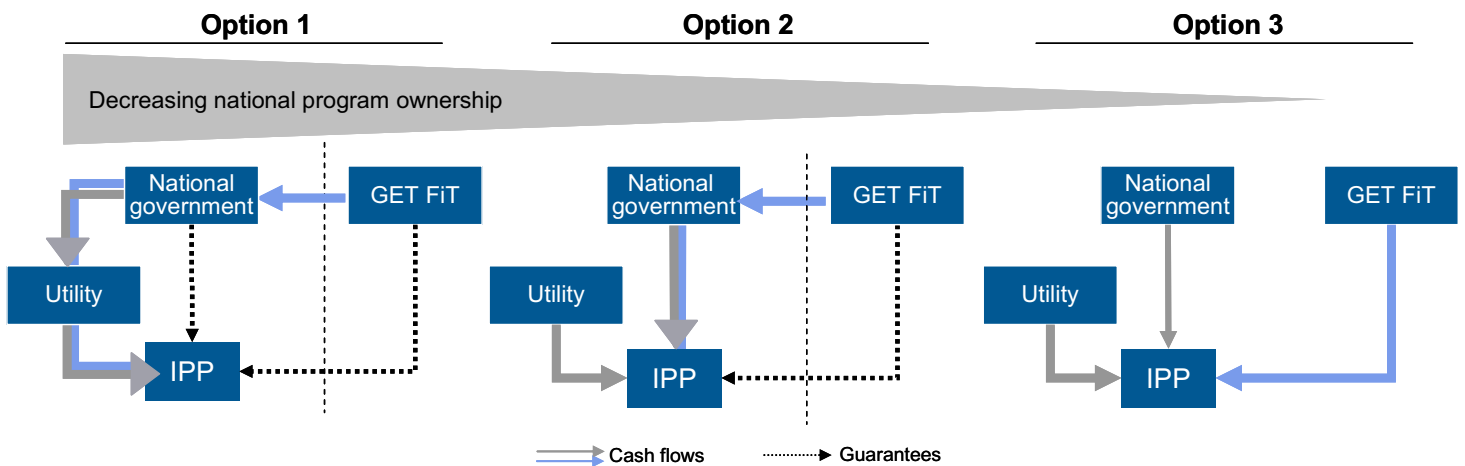 Option 1
Option 2
Option 3
Decreasing national program ownership
National
government
GET FiT
Utility
IPP
National
government
GET FiT
Utility
IPP
National
government
GET FiT
Utility
IPP
Cash flows
Guarantees